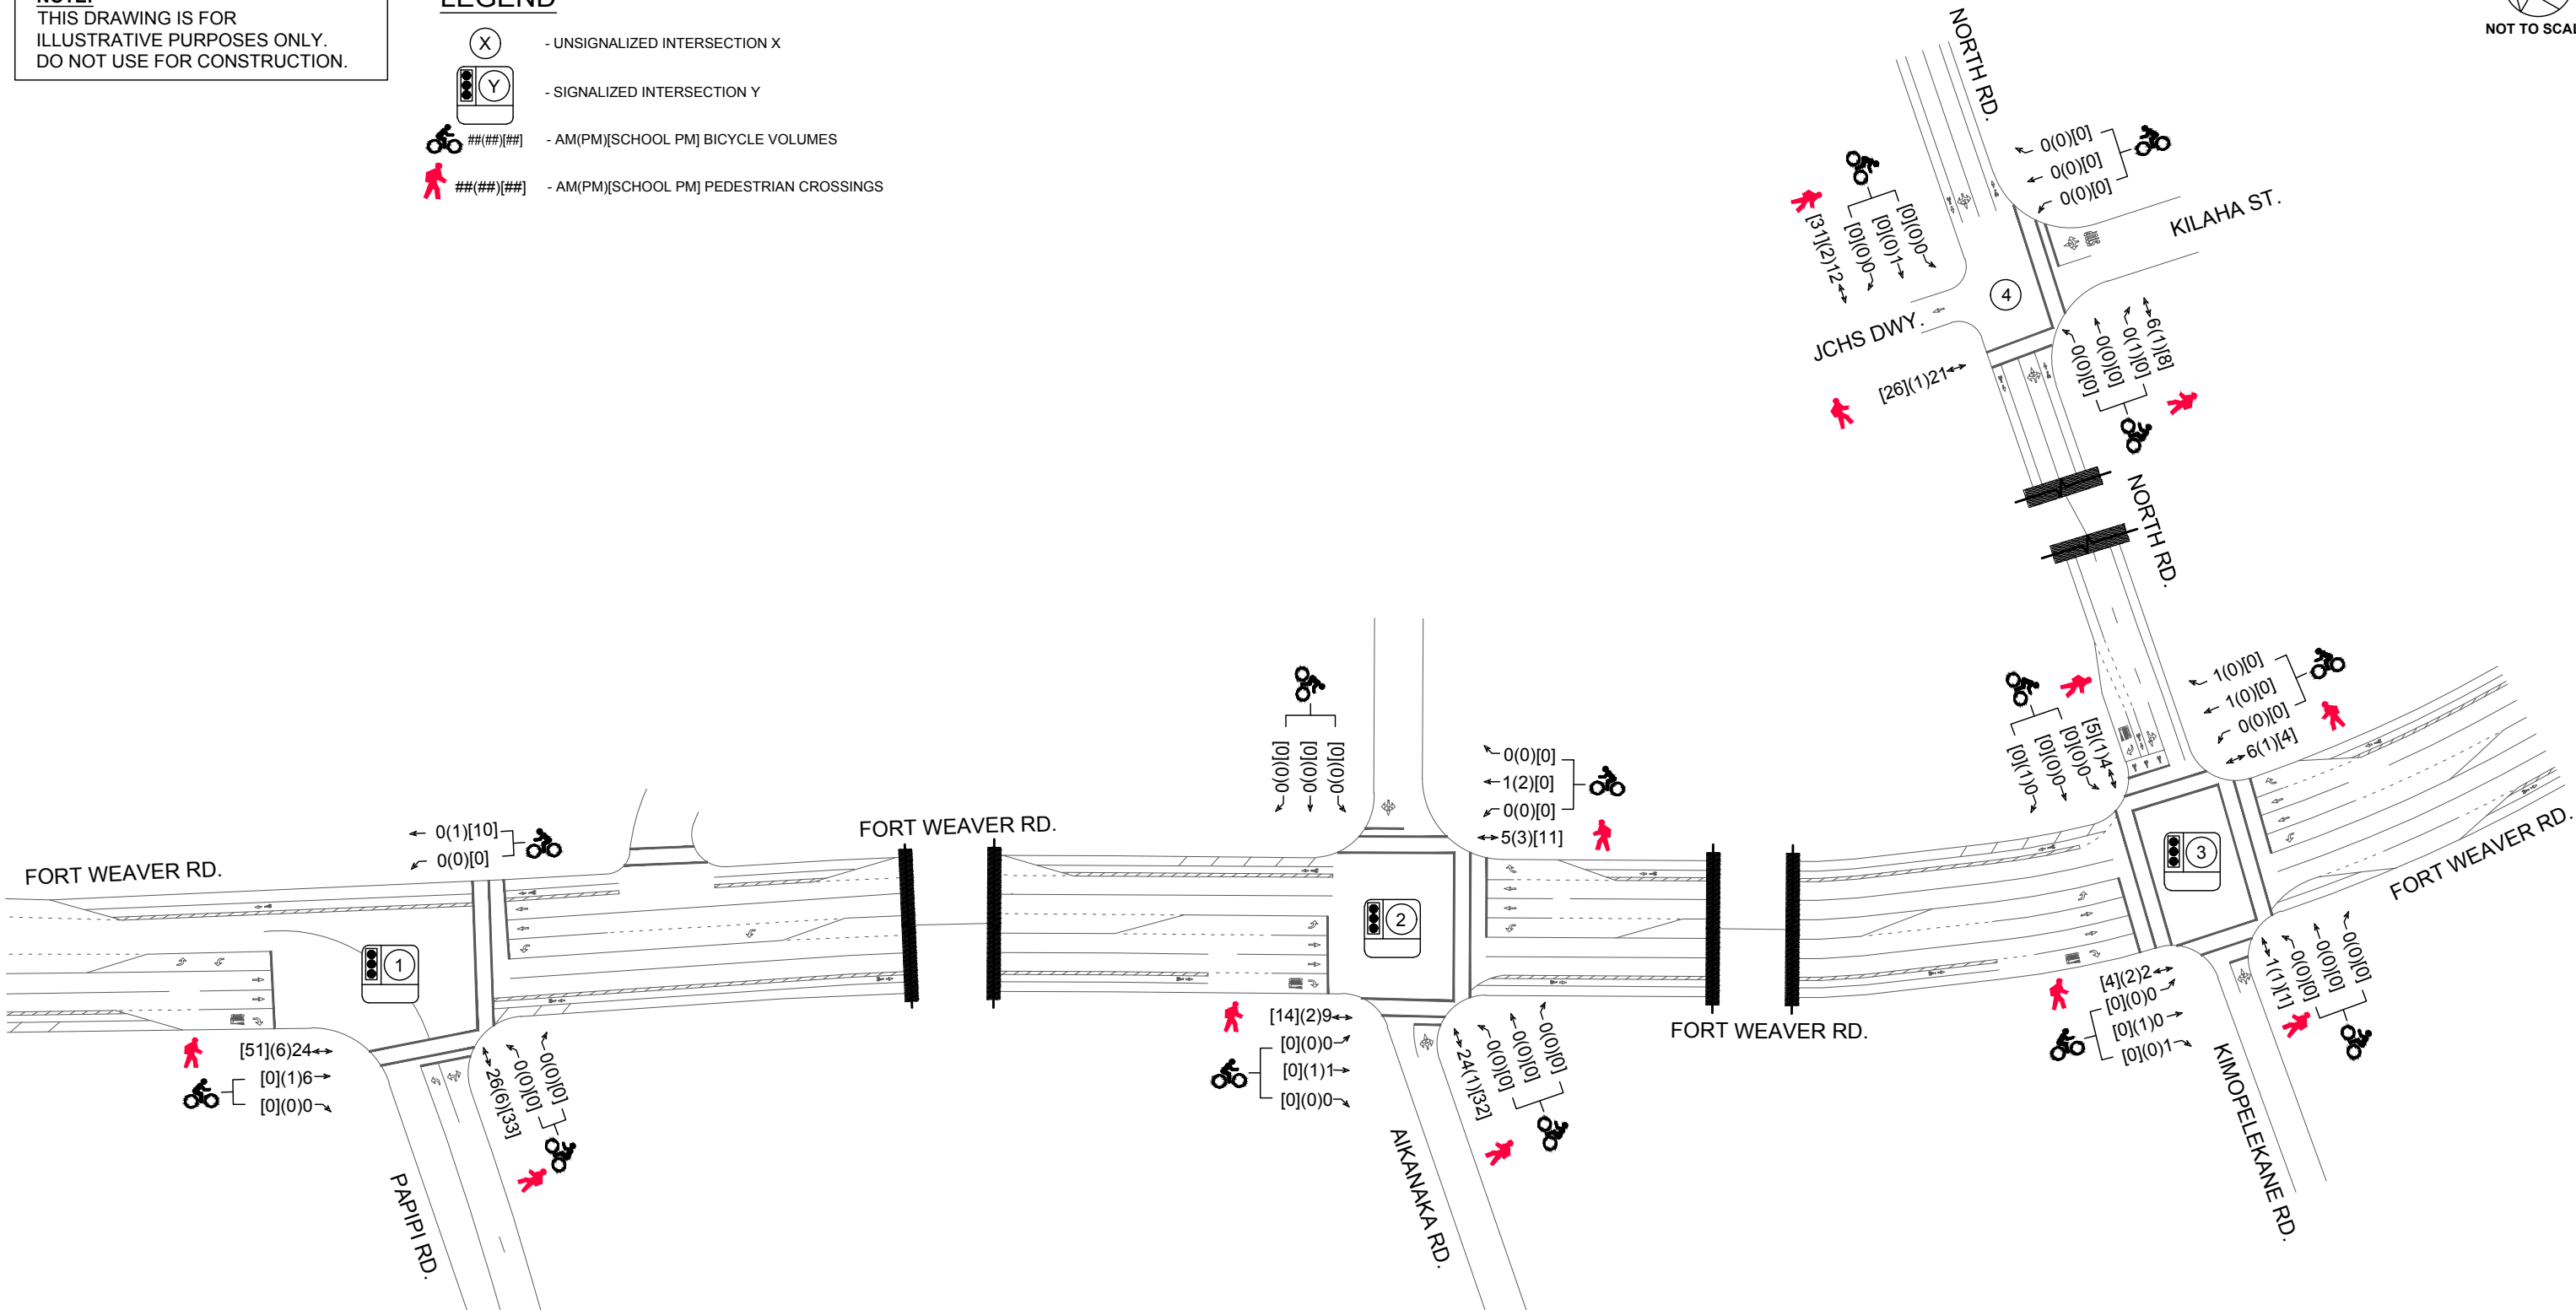 NOTE:
THIS DRAWING IS FOR
ILLUSTRATIVE PURPOSES ONLY.
DO NOT USE FOR CONSTRUCTION.
LEGEND
X - UNSIGNALIZED INTERSECTION X
Y - SIGNALIZED INTERSECTION Y
##(##)[##] - AM(PM)[SCHOOL PM] BICYCLE VOLUMES
##(##)[##] - AM(PM)[SCHOOL PM] PEDESTRIAN CROSSINGS
NOT TO SCAL
NORTH RD.
0(0)[0]
0(0)[0]
0(0)[0]
KILAHA ST.
[0](0)0
[0](0)1
[0](0)0
[31](2)12
4
JCHS DWY.
[26](1)21
6(1)[8]
0(1)[0]
0(0)[0]
0(0)[0]
NORTH RD.
1(0)[0]
1(0)[0]
0(0)[0]
6(1)[4]
[5](1)4
[0](0)0
[0](0)0
[0](1)0
3
FORT WEAVER RD.
0(0)[0]
0(0)[0]
0(0)[0]
1(1)[1]
[4](2)2
[0](0)0
[0](1)0
[0](0)1
KIMOPELEKANE RD.
0(0)[0]
0(0)[0]
0(0)[0]
0(0)[0]
1(2)[0]
0(0)[0]
5(3)[11]
2
FORT WEAVER RD.
[14](2)9
[0](0)0
[0](1)1
[0](0)0
0(0)[0]
0(0)[0]
0(0)[0]
24(1)[32]
AIKANAKA RD.
FORT WEAVER RD.
0(1)[10]
0(0)[0]
FORT WEAVER RD.
1
[51](6)24
[0](1)6
[0](0)0
0(0)[0]
0(0)[0]
26(6)[33]
PAPIPI RD.